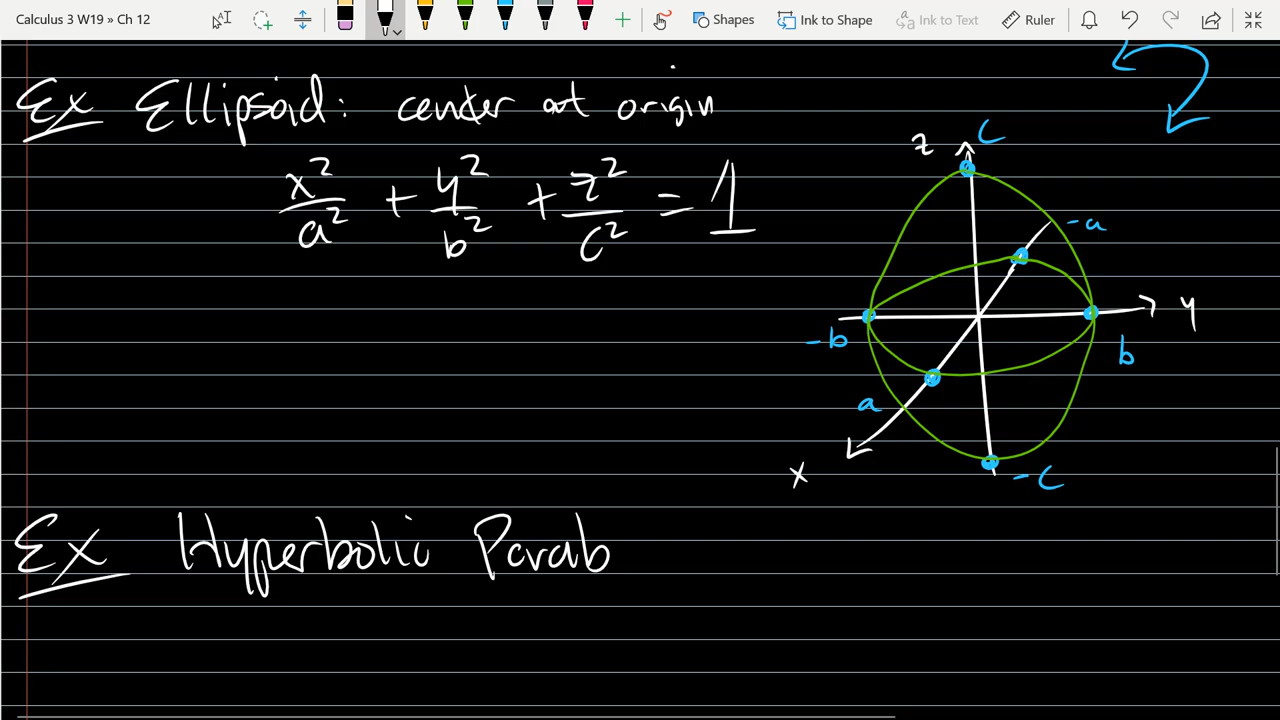 Calculus 3 W19 » Ch 12
Shapes
Ink to Shape
Ink to Text
Ruler
Ex Ellipsoid: center at origin
x²/a² + y²/b² + z²/c² = 1
z
c
-a
y
-b
b
a
x
-c
Ex Hyperbolic Parab